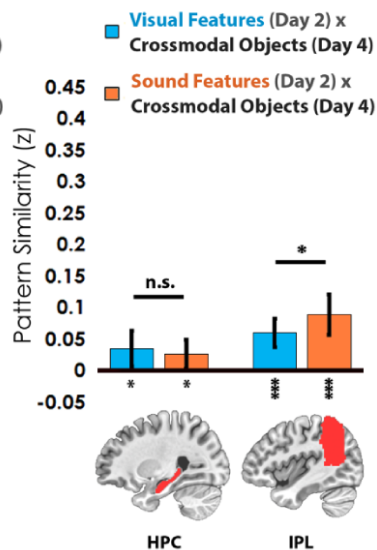 Visual Features (Day 2) x
Crossmodal Objects (Day 4)
Sound Features (Day 2) x
Crossmodal Objects (Day 4)
Pattern Similarity (z)
0.45
0.4
0.35
0.3
0.25
0.2
0.15
0.1
0.05
0
-0.05
n.s.
*
* * *** ***
HPC IPL